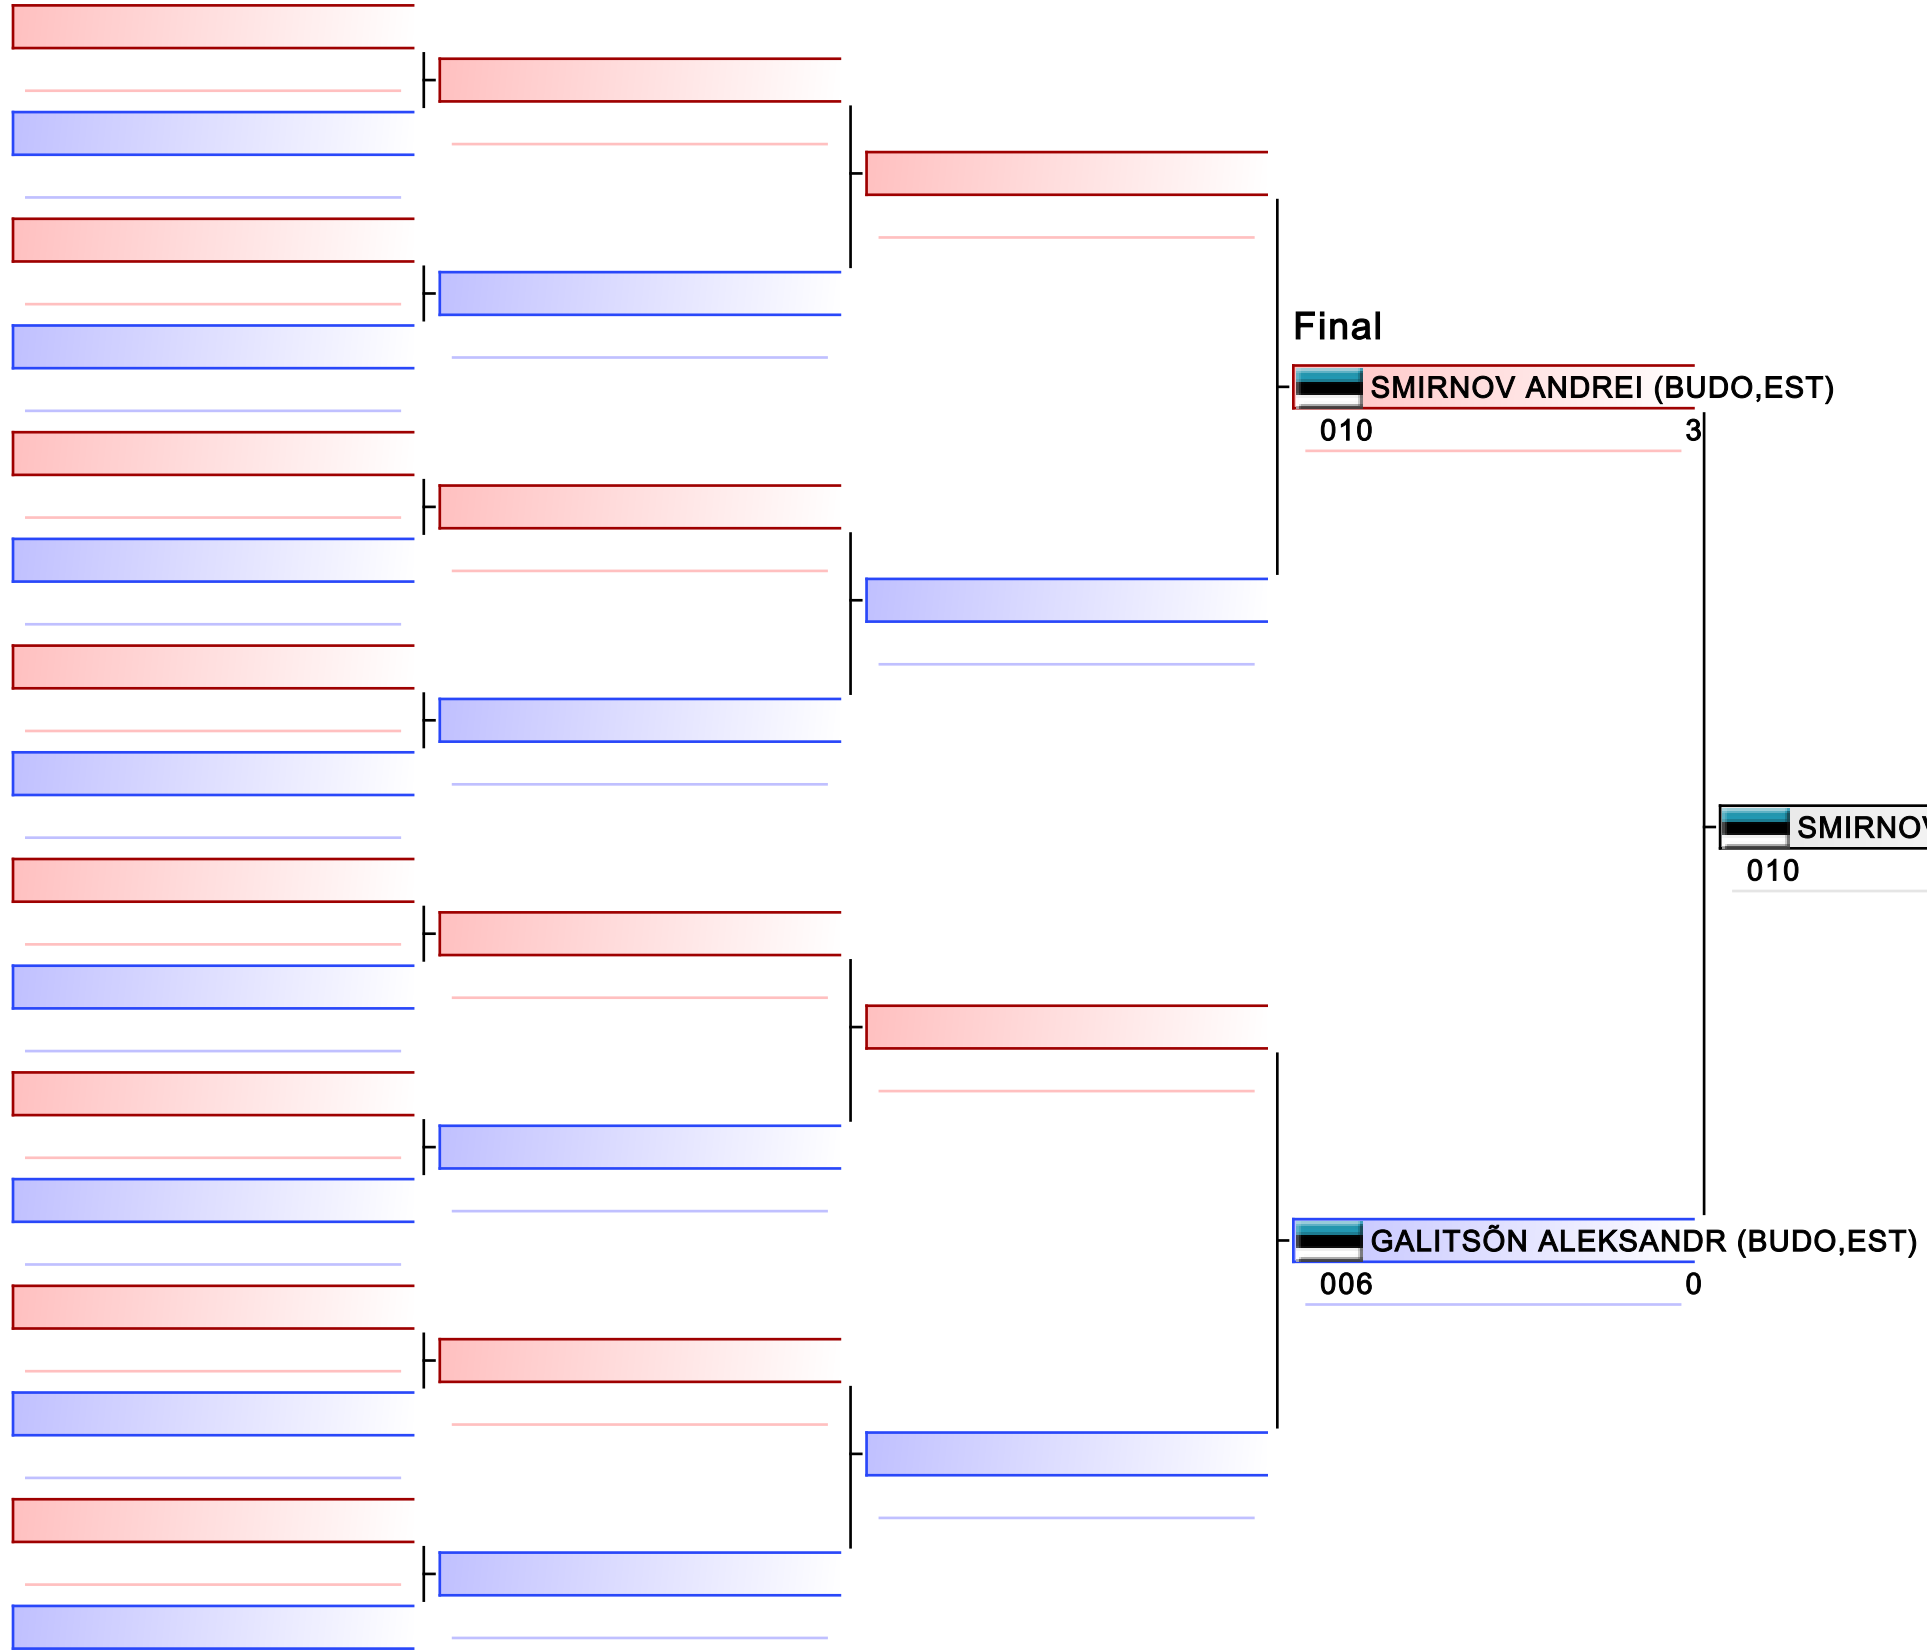 Final
SMIRNOV ANDREI (BUDO,EST)
010 3
SMIRNOV
010
GALITSÕN ALEKSANDR (BUDO,EST)
006 0